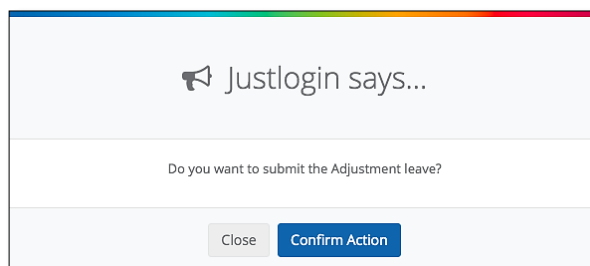 Justlogin says...
Do you want to submit the Adjustment leave?
Close
Confirm Action